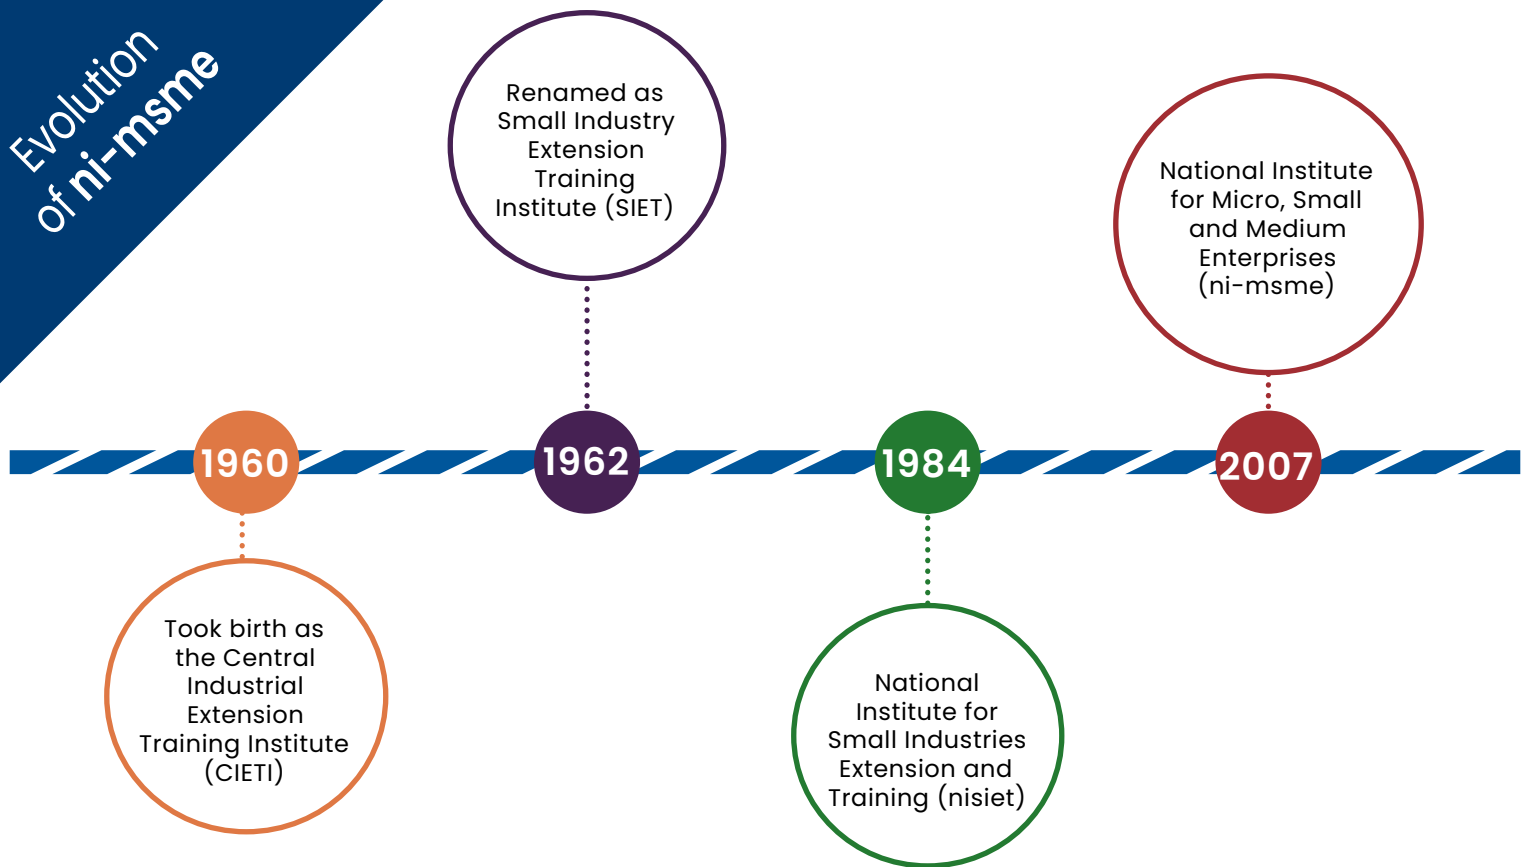 Evolution
of ni-msme
1960
Took birth as
the Central
Industrial
Extension
Training Institute
(CIETI)
1962
Renamed as
Small Industry
Extension
Training
Institute (SIET)
1984
National
Institute for
Small Industries
Extension and
Training (nisiet)
2007
National Institute
for Micro, Small
and Medium
Enterprises
(ni-msme)